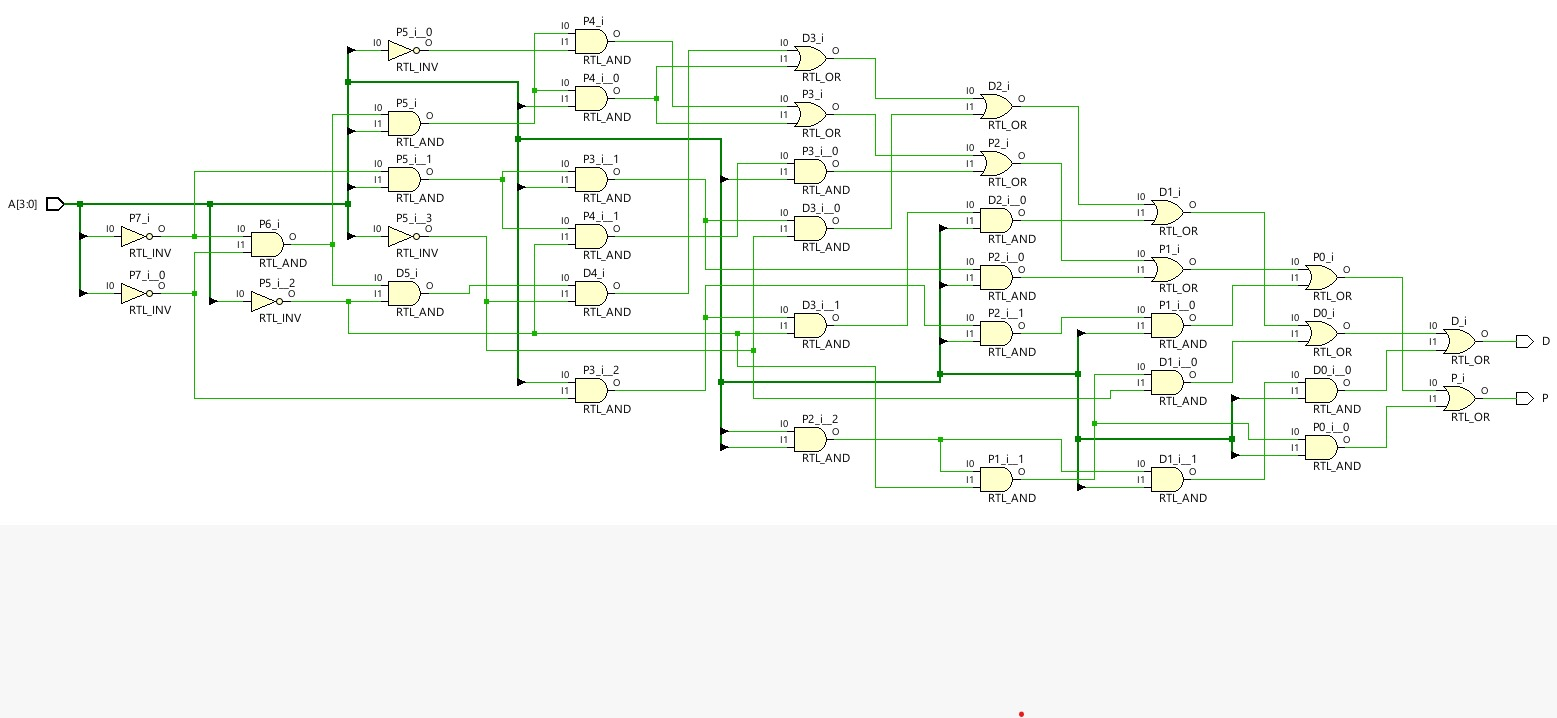 A[3:0]
P7_i
I0 O
RTL_INV
P7_i__0
I0 O
RTL_INV
P6_i
I0
I1
O
RTL_AND
P5_i__2
I0 O
RTL_INV
P5_i__0
I0 O
RTL_INV
P5_i
I0
I1
O
RTL_AND
P5_i__1
I0
I1
O
RTL_AND
P5_i__3
I0 O
RTL_INV
D5_i
I0
I1
O
RTL_AND
P4_i
I0
I1
O
RTL_AND
P4_i__0
I0
I1
O
RTL_AND
P3_i__1
I0
I1
O
RTL_AND
P4_i__1
I0
I1
O
RTL_AND
D4_i
I0
I1
O
RTL_AND
P3_i__2
I0
I1
O
RTL_AND
D3_i
I0
I1
O
RTL_OR
P3_i
I0
I1
O
RTL_OR
P3_i__0
I0
I1
O
RTL_AND
D3_i__0
I0
I1
O
RTL_AND
D3_i__1
I0
I1
O
RTL_AND
P2_i__2
I0
I1
O
RTL_AND
D2_i
I0
I1
O
RTL_OR
P2_i
I0
I1
O
RTL_OR
D2_i__0
I0
I1
O
RTL_AND
P2_i__0
I0
I1
O
RTL_AND
P2_i__1
I0
I1
O
RTL_AND
P1_i__1
I0
I1
O
RTL_AND
D1_i
I0
I1
O
RTL_OR
P1_i
I0
I1
O
RTL_OR
P1_i__0
I0
I1
O
RTL_AND
D1_i__0
I0
I1
O
RTL_AND
D1_i__1
I0
I1
O
RTL_AND
P0_i
I0
I1
O
RTL_OR
D0_i
I0
I1
O
RTL_OR
D0_i__0
I0
I1
O
RTL_AND
P0_i__0
I0
I1
O
RTL_AND
D_i
I0
I1
O
RTL_OR
P_i
I0
I1
O
RTL_OR
D
P